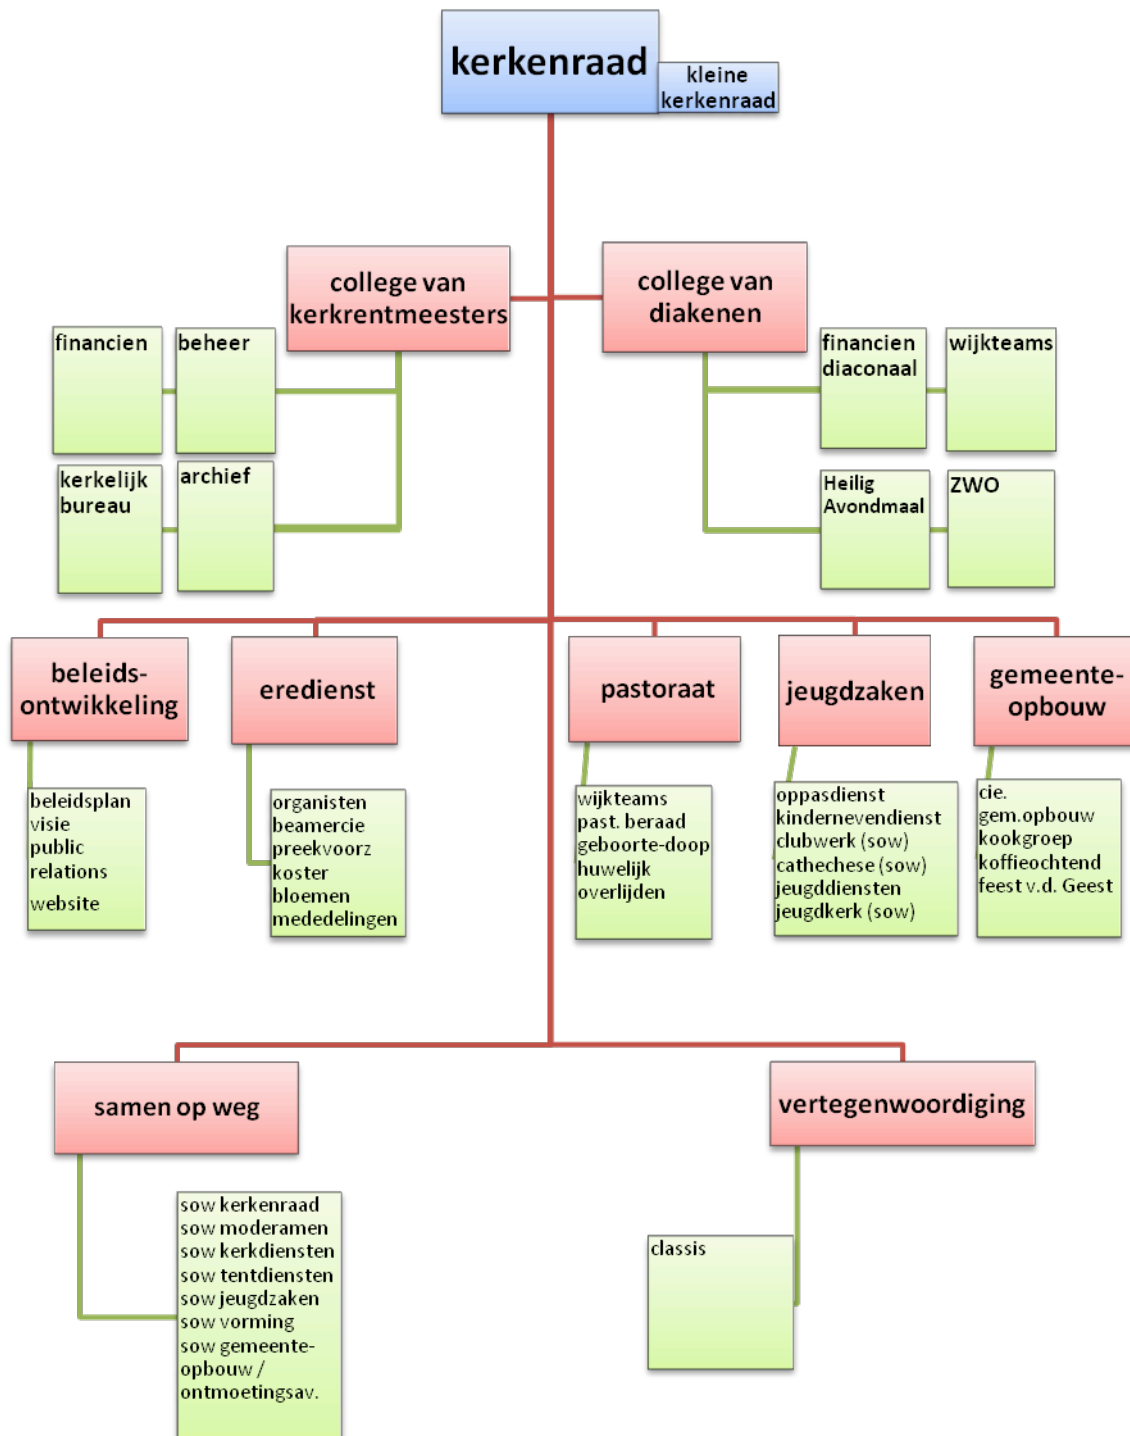 kerkenraad
kleine
kerkenraad
college van
kerkrentmeesters
college van
diakenen
financien
beheer
kerkelijk
bureau
archief
financien
diaconaal
wijkteams
Heilig
Avondmaal
ZWO
beleids-
ontwikkeling
eredienst
pastoraat
jeugdzaken
gemeente-
opbouw
beleidsplan
visie
public
relations
website
organisten
beamercie
preekvoorz
koster
bloemen
mededelingen
wijkteams
past. beraad
geboorte-doop
huwelijk
overlijden
oppasdienst
kindernevendienst
clubwerk (sow)
cathechese (sow)
jeugddiensten
jeugdkerk (sow)
cie.
gem.opbouw
kookgroep
koffieochtend
feest v.d. Geest
samen op weg
vertegenwoordiging
sow kerkenraad
sow moderamen
sow kerkdiensten
sow tentdiensten
sow jeugdzaken
sow vorming
sow gemeente-
opbouw /
ontmoetingsav.
classis